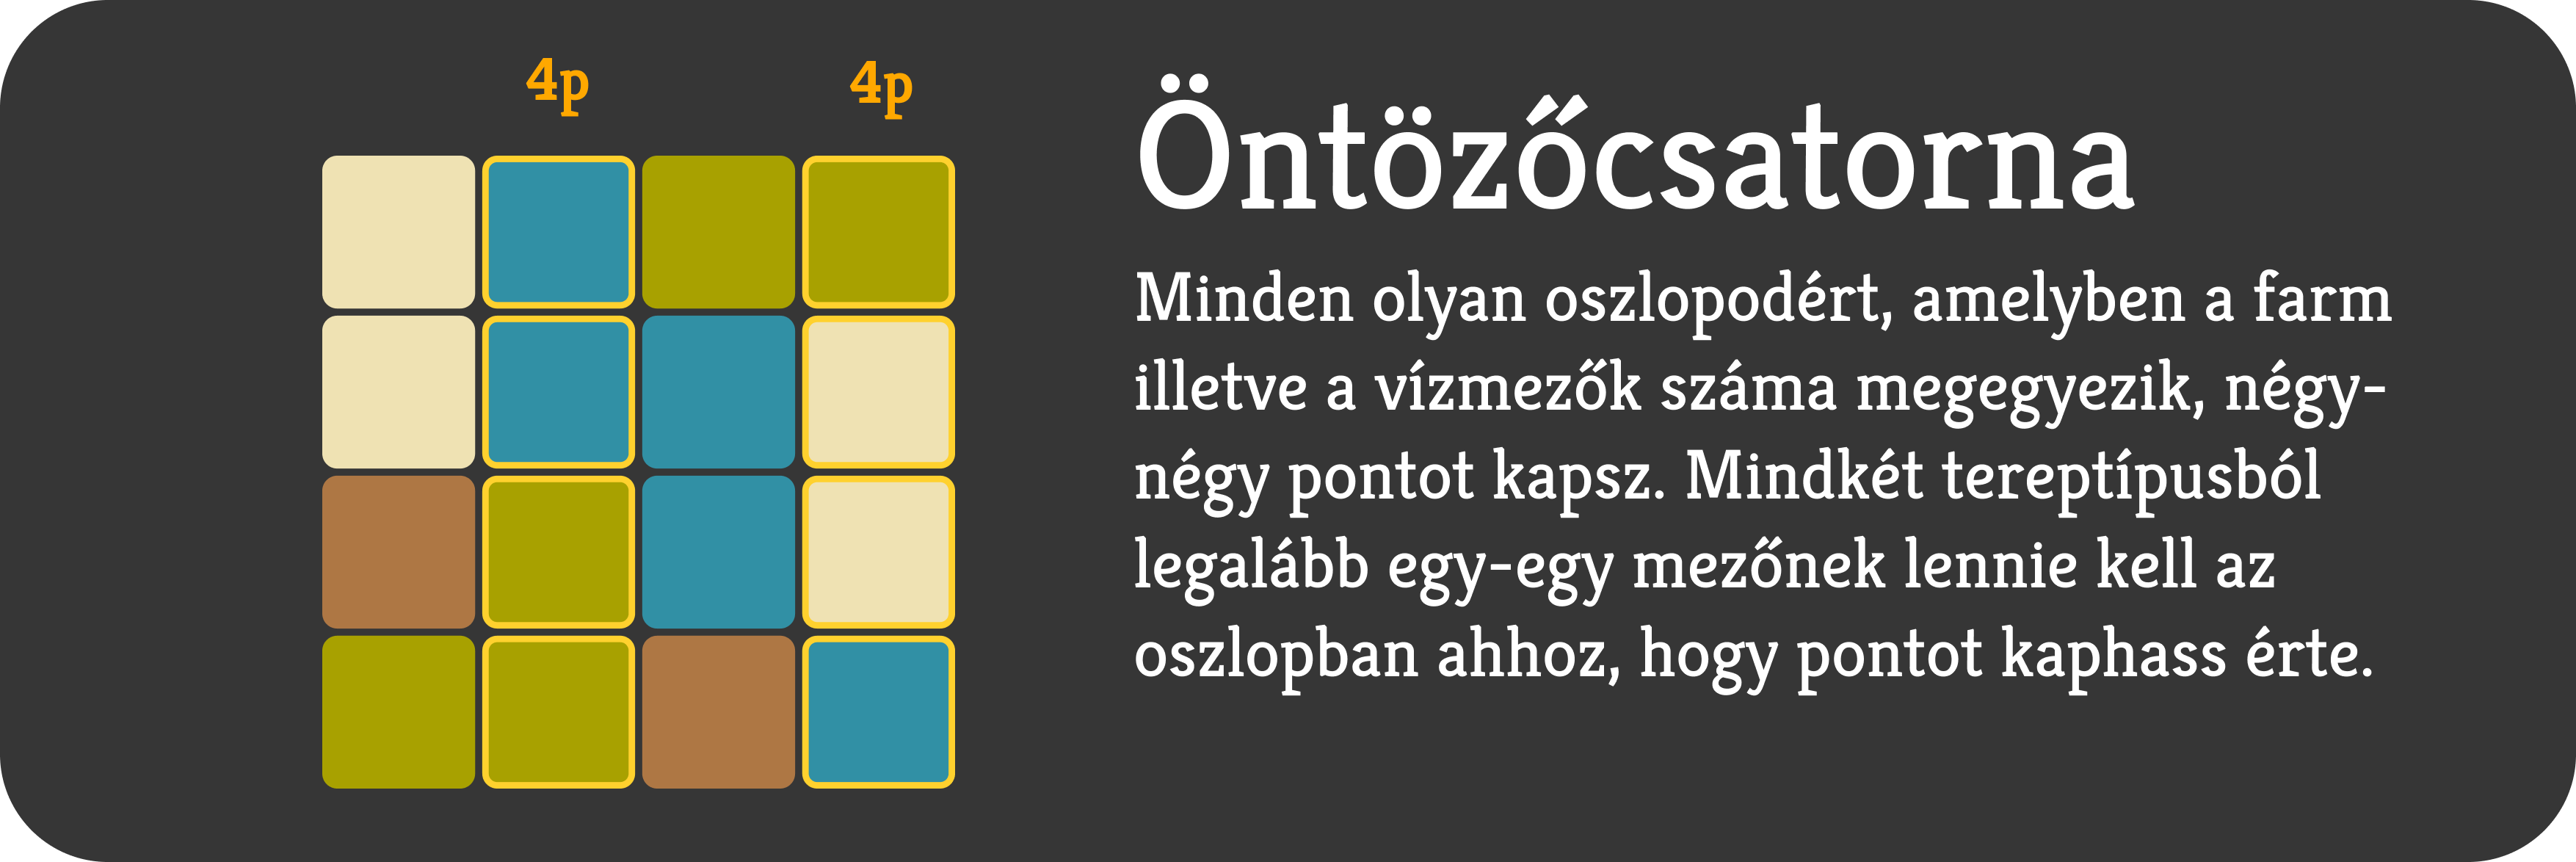 4p 4p
Öntözőcsatorna
Minden olyan oszlopodért, amelyben a farm
illetve a vízmezők száma megegyezik, négy-
négy pontot kapsz. Mindkét tereptípusból
legalább egy-egy mezőnek lennie kell az
oszlopban ahhoz, hogy pontot kaphass érte.